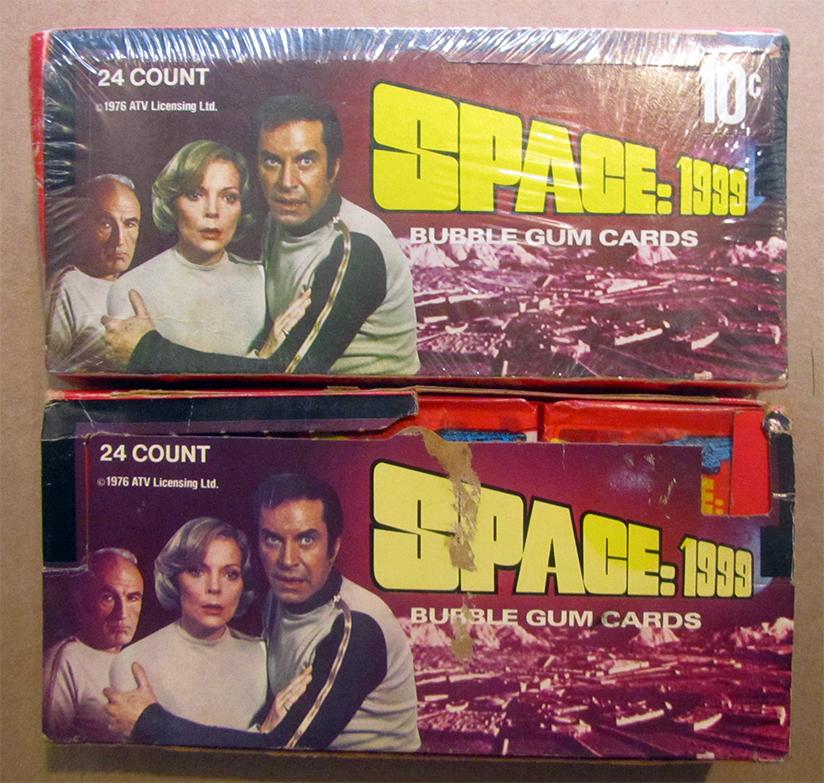 24 COUNT
©1976 ATV Licensing Ltd.
10¢
SPACE: 1999
BUBBLE GUM CARDS
24 COUNT
©1976 ATV Licensing Ltd.
E:
SPACE: 1999
BUBBLE GUM CARDS